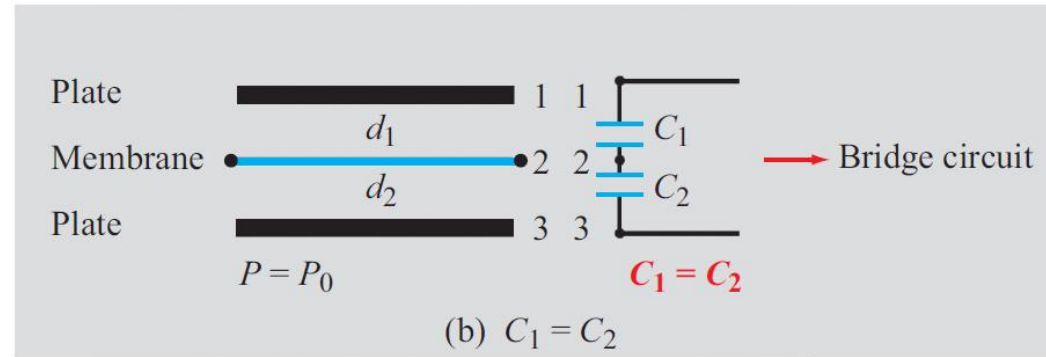 Plate 1 1
d₁ C₁
Membrane 2 2 Bridge circuit
d₂ C₂
Plate 3 3
P = P₀ C₁ = C₂
(b) C₁ = C₂